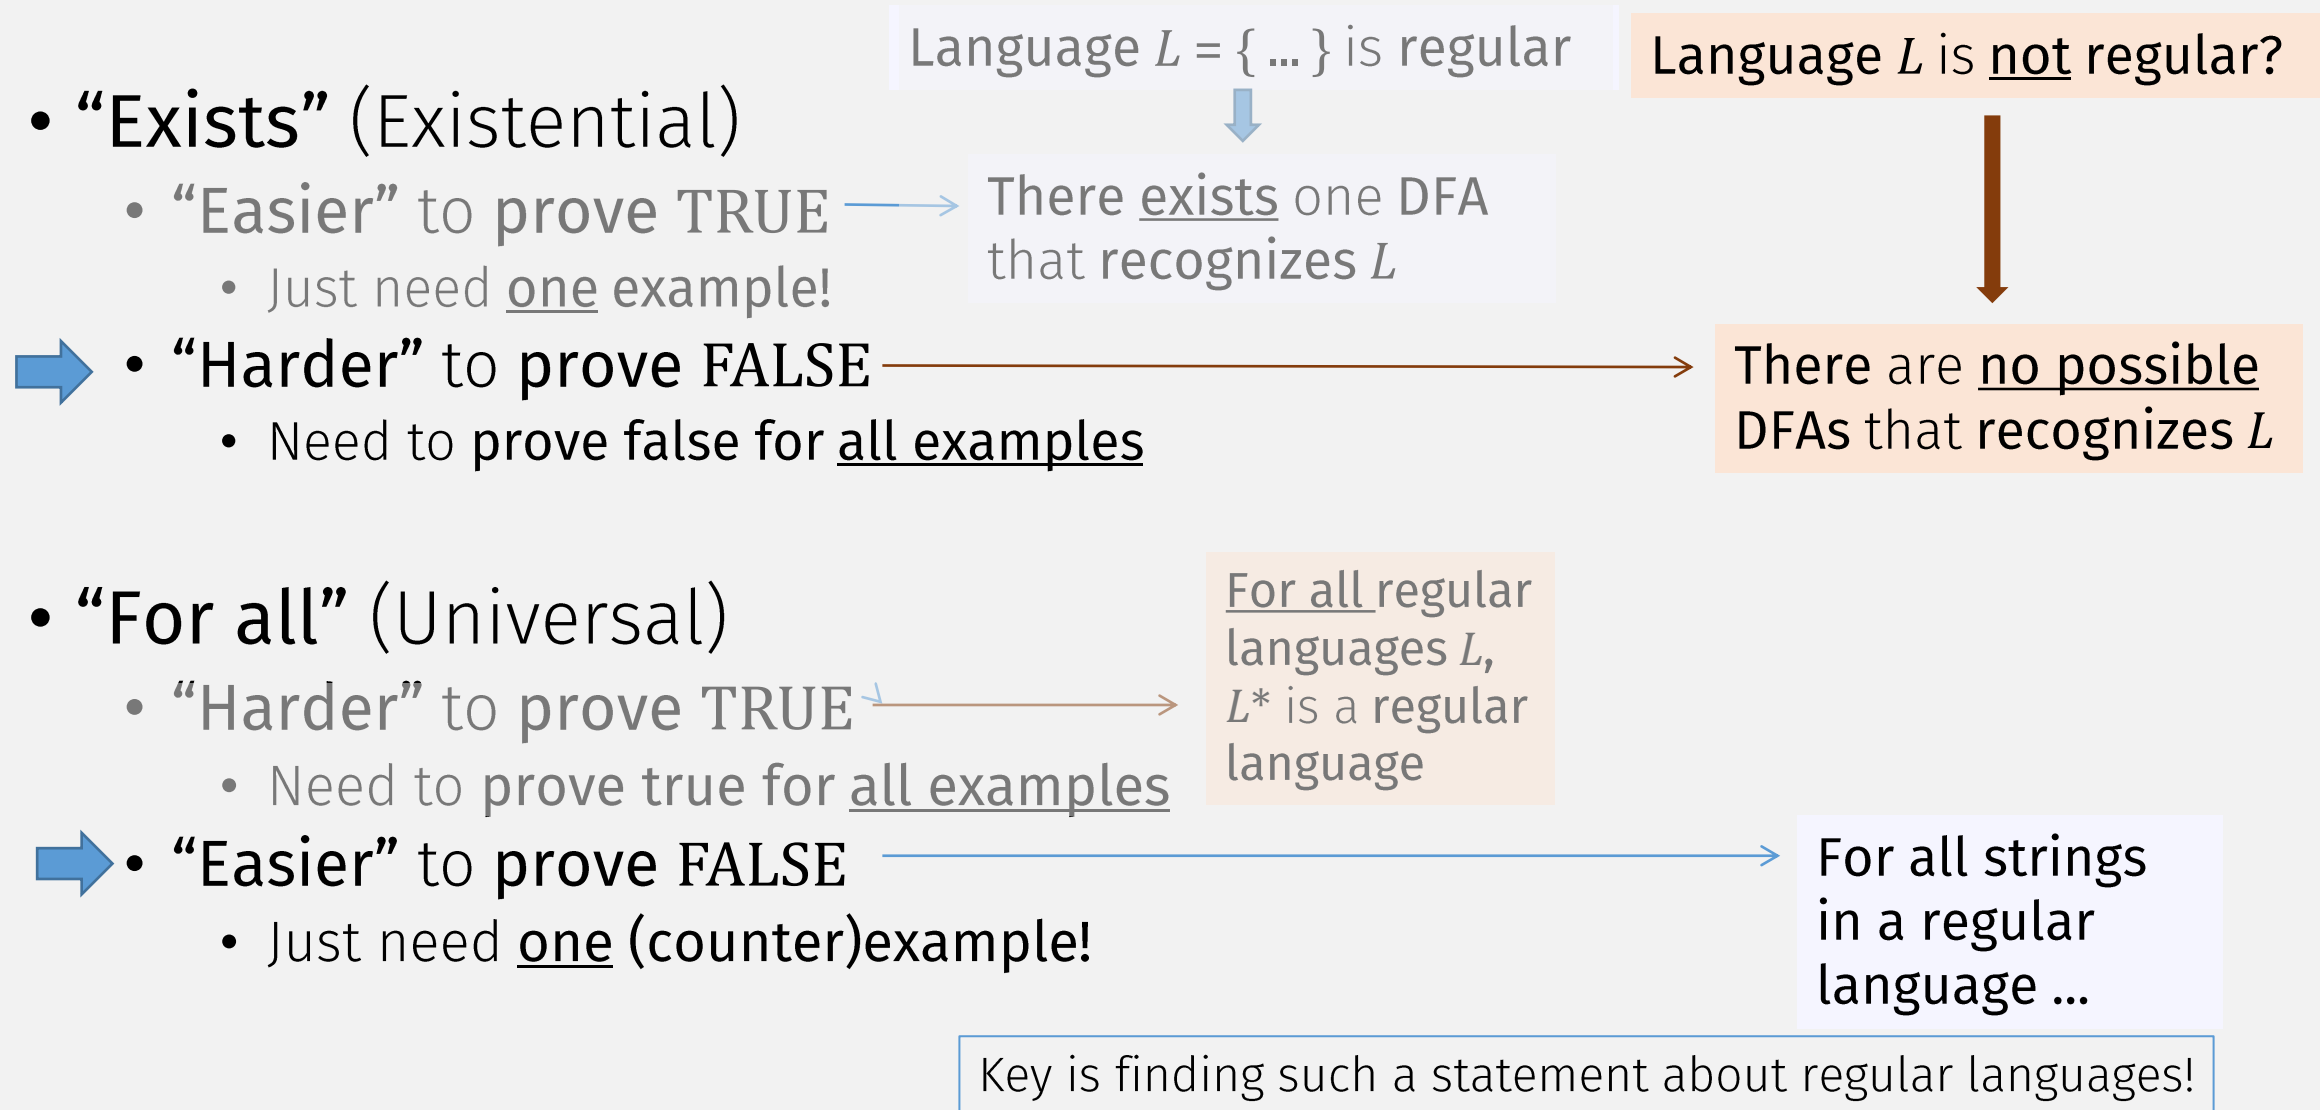 Language L = { ... } is regular
Language L is not regular?
• “Exists” (Existential)
• “Easier” to prove TRUE
There exists one DFA
that recognizes L
• Just need one example!
• “Harder” to prove FALSE
There are no possible
DFAs that recognizes L
• Need to prove false for all examples
• “For all” (Universal)
For all regular
languages L,
L* is a regular
language
• “Harder” to prove TRUE
• Need to prove true for all examples
• “Easier” to prove FALSE
For all strings
in a regular
language ...
• Just need one (counter)example!
Key is finding such a statement about regular languages!